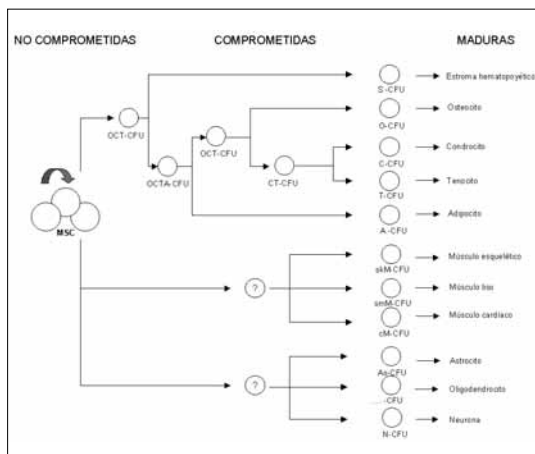 NO COMPROMETIDAS COMPROMETIDAS MADURAS
S-CFU Estroma hematopoyético
OCT-CFU
O-CFU Osteocito
OCT-CFU
OCTA-CFU
CT-CFU
C-CFU Condrocito
T-CFU Tenocito
A-CFU Adipocito
MSC
skM-CFU Músculo esquelético
?
smM-CFU Músculo liso
cM-CFU Músculo cardíaco
As-CFU Astrocito
?
-CFU Oligodendrocito
N-CFU Neurona